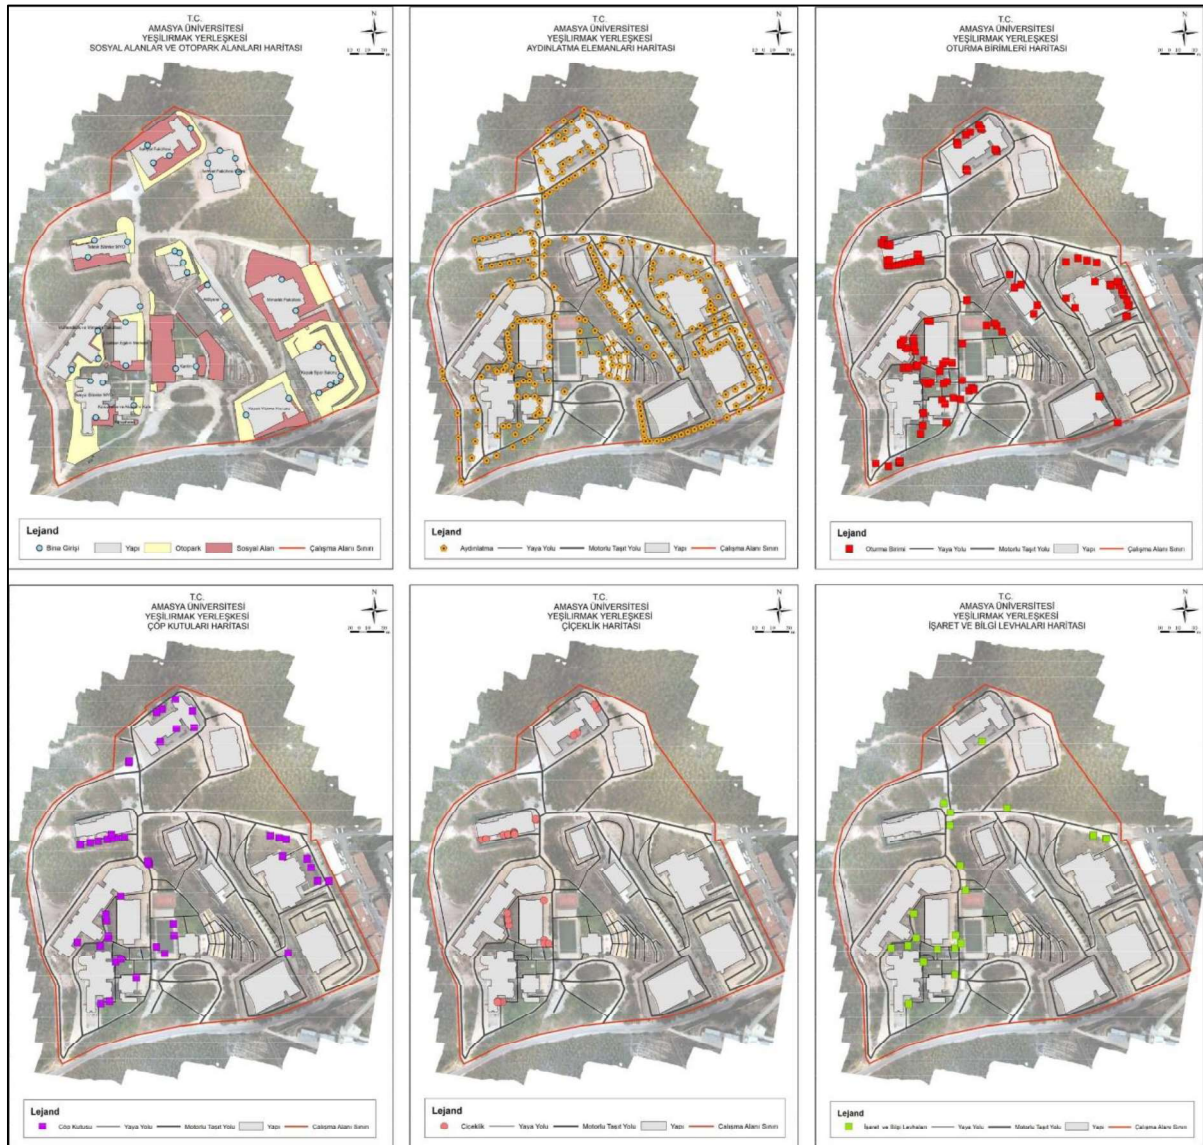 T.C.
AMASYA ÜNİVERSİTESİ
YEŞİLIRMAK YERLEŞKESİ
SOSYAL ALANLAR VE OTOPARK ALANLARI HARİTASI
N
Mimarlık Fakültesi
Kapalı Spor Salonu
Lejand
Bina Girişi
Yapı
Otopark
Sosyal Alan
Çalışma Alanı Sınırı
T.C.
AMASYA ÜNİVERSİTESİ
YEŞİLIRMAK YERLEŞKESİ
AYDINLATMA ELEMANLARI HARİTASI
N
Lejand
Aydınlatma
Yaya Yolu
Motorlu Taşıt Yolu
Yapı
Çalışma Alanı Sınırı
T.C.
AMASYA ÜNİVERSİTESİ
YEŞİLIRMAK YERLEŞKESİ
OTURMA BİRİMLERİ HARİTASI
N
Lejand
Oturma Birimi
Yaya Yolu
Motorlu Taşıt Yolu
Yapı
Çalışma Alanı Sınırı
T.C.
AMASYA ÜNİVERSİTESİ
YEŞİLIRMAK YERLEŞKESİ
ÇÖP KUTULARI HARİTASI
N
Lejand
Çöp Kutusu
Yaya Yolu
Motorlu Taşıt Yolu
Yapı
Çalışma Alanı Sınırı
T.C.
AMASYA ÜNİVERSİTESİ
YEŞİLIRMAK YERLEŞKESİ
ÇİÇEKLİK HARİTASI
N
Lejand
Çiçeklik
Yaya Yolu
Motorlu Taşıt Yolu
Yapı
Çalışma Alanı Sınırı
T.C.
AMASYA ÜNİVERSİTESİ
YEŞİLIRMAK YERLEŞKESİ
İŞARET VE BİLGİ LEVHALARI HARİTASI
N
Lejand
İşaret ve Bilgi Levhaları
Yaya Yolu
Motorlu Taşıt Yolu
Yapı
Çalışma Alanı Sınırı